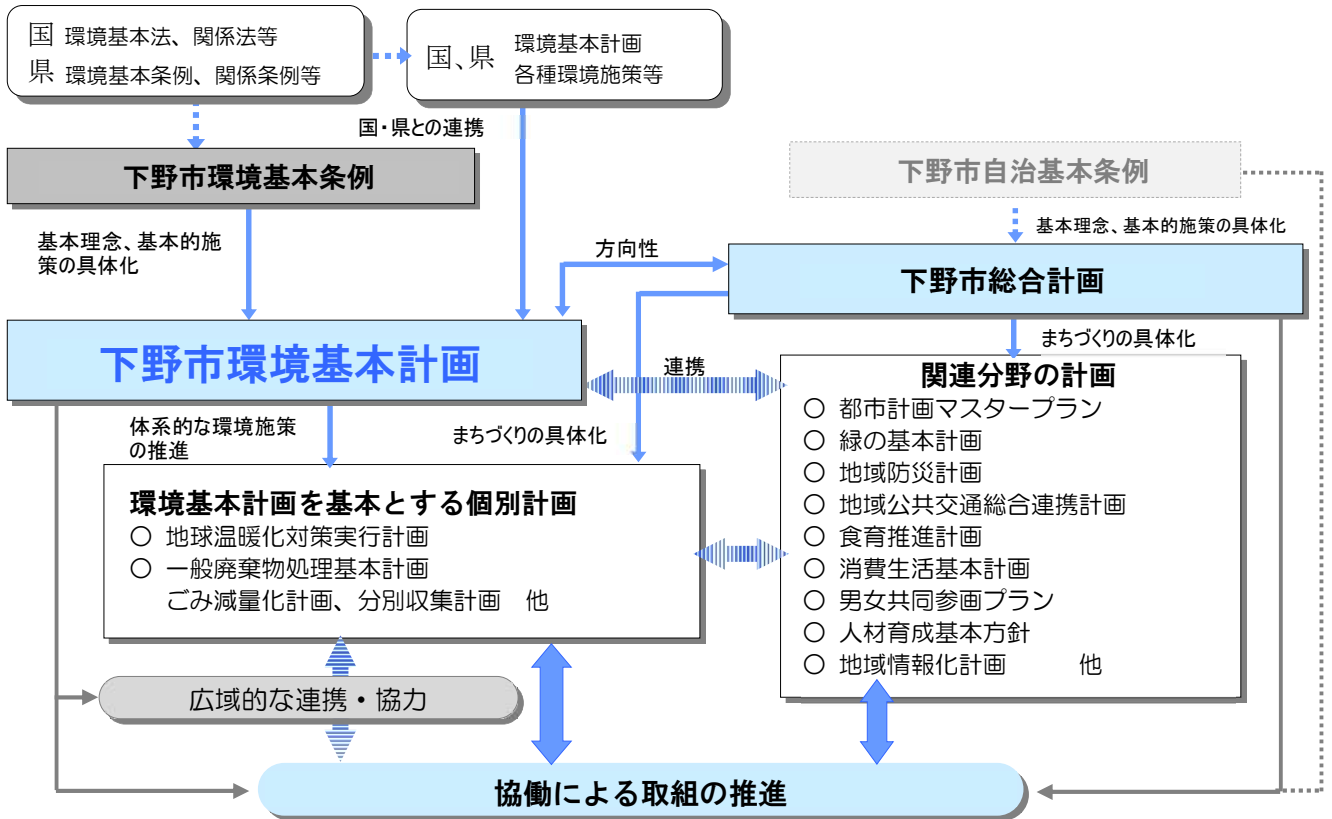 国 環境基本法、関係法等
県 環境基本条例、関係条例等
国、県 環境基本計画
各種環境施策等
国・県との連携
下野市環境基本条例
下野市自治基本条例
基本理念、基本的施
策の具体化
基本理念、基本的施策の具体化
方向性
下野市総合計画
下野市環境基本計画
まちづくりの具体化
連携
関連分野の計画
○ 都市計画マスタープラン
○ 緑の基本計画
○ 地域防災計画
○ 地域公共交通総合連携計画
○ 食育推進計画
○ 消費生活基本計画
○ 男女共同参画プラン
○ 人材育成基本方針
○ 地域情報化計画 他
体系的な環境施策
の推進
まちづくりの具体化
環境基本計画を基本とする個別計画
○ 地球温暖化対策実行計画
○ 一般廃棄物処理基本計画
ごみ減量化計画、分別収集計画 他
広域的な連携・協力
協働による取組の推進